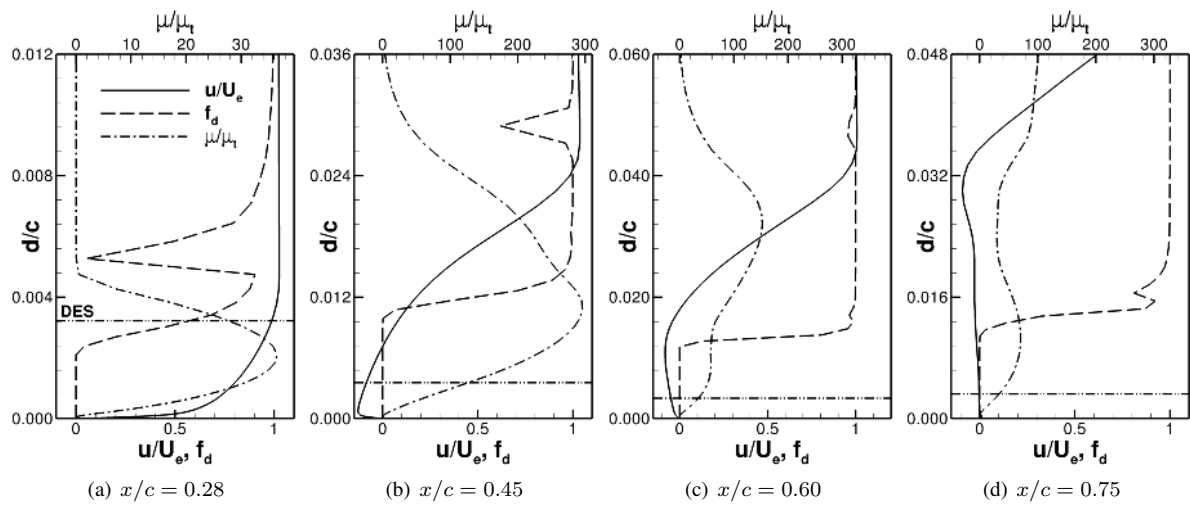 μ/μt
0 10 20 30
0.012
0.008
0.004
0.000
d/c
u/Ue
fd
μ/μt
DES
0 0.5 1
u/Ue, fd
(a) x/c = 0.28
μ/μt
0 100 200 300
0.036
0.024
0.012
0.000
d/c
0 0.5 1
u/Ue, fd
(b) x/c = 0.45
μ/μt
0 100 200 300
0.060
0.040
0.020
0.000
d/c
0 0.5 1
u/Ue, fd
(c) x/c = 0.60
μ/μt
0 100 200 300
0.048
0.032
0.016
0.000
d/c
0 0.5 1
u/Ue, fd
(d) x/c = 0.75